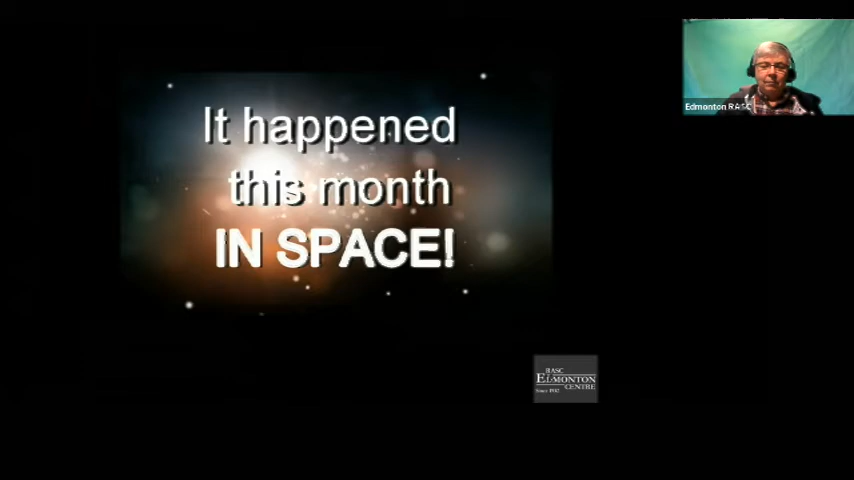 It happened
this month
IN SPACE!
Edmonton RASC
RASC
EDMONTON
CENTRE